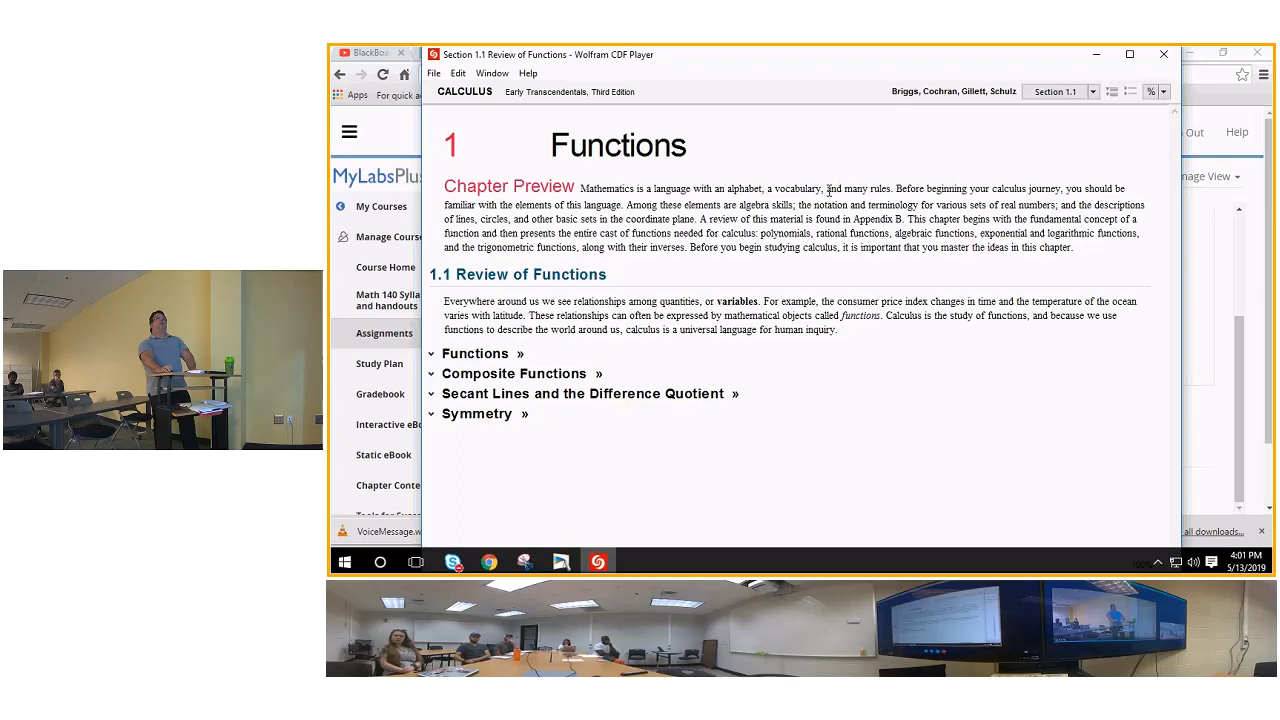 BlackBo
Section 1.1 Review of Functions - Wolfram CDF Player
File Edit Window Help
Apps For quick a
CALCULUS Early Transcendentals, Third Edition Briggs, Cochran, Gillett, Schulz Section 1.1 %
Out Help
1 Functions
MyLabsPlus
nage View
Chapter Preview Mathematics is a language with an alphabet, a vocabulary, and many rules. Before beginning your calculus journey, you should be
familiar with the elements of this language. Among these elements are algebra skills; the notation and terminology for various sets of real numbers; and the descriptions
of lines, circles, and other basic sets in the coordinate plane. A review of this material is found in Appendix B. This chapter begins with the fundamental concept of a
function and then presents the entire cast of functions needed for calculus: polynomials, rational functions, algebraic functions, exponential and logarithmic functions,
and the trigonometric functions, along with their inverses. Before you begin studying calculus, it is important that you master the ideas in this chapter.
1.1 Review of Functions
Everywhere around us we see relationships among quantities, or variables. For example, the consumer price index changes in time and the temperature of the ocean
varies with latitude. These relationships can often be expressed by mathematical objects called functions. Calculus is the study of functions, and because we use
functions to describe the world around us, calculus is a universal language for human inquiry.
Functions »
Composite Functions »
Secant Lines and the Difference Quotient »
Symmetry »
My Courses
Manage Cours
Course Home
Math 140 Sylla
and handouts
Assignments
Study Plan
Gradebook
Interactive eBo
Static eBook
Chapter Conte
VoiceMessage.w
all downloads...
100%
4:01 PM
5/13/2019